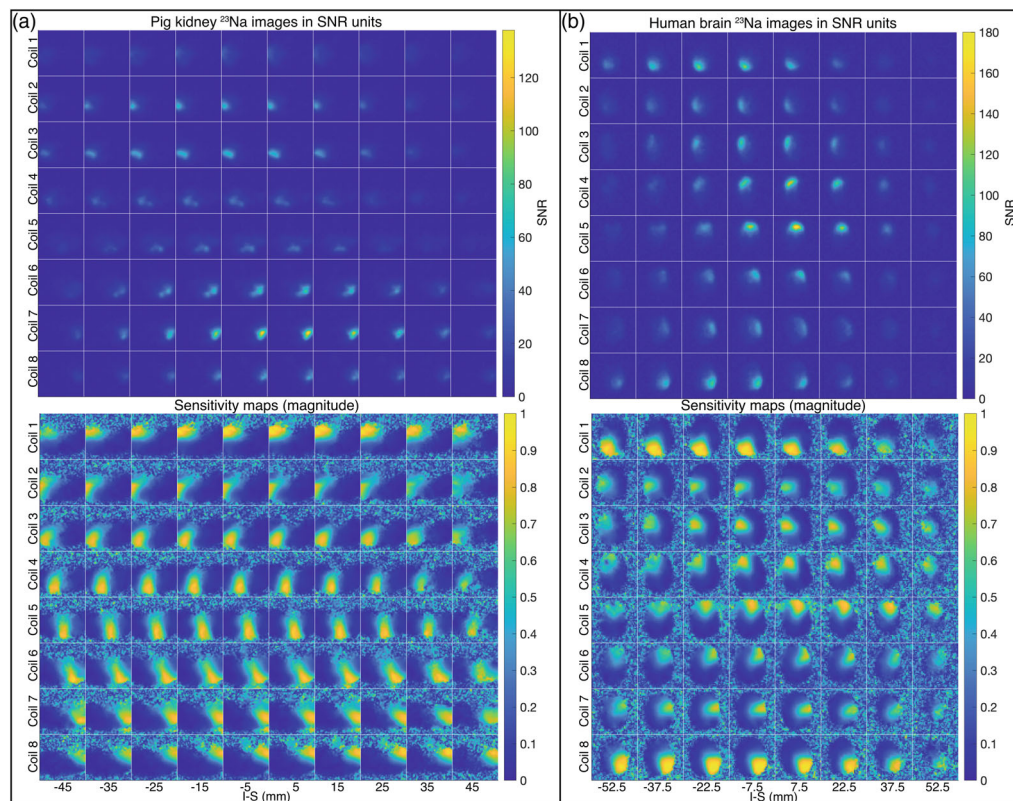 (a)
Pig kidney ²³Na images in SNR units
Coil 1
Coil 2
Coil 3
Coil 4
Coil 5
Coil 6
Coil 7
Coil 8
120
100
80
60
40
20
0
SNR
Sensitivity maps (magnitude)
Coil 1
Coil 2
Coil 3
Coil 4
Coil 5
Coil 6
Coil 7
Coil 8
1
0.9
0.8
0.7
0.6
0.5
0.4
0.3
0.2
0.1
0
-45 -35 -25 -15 -5 5 15 25 35 45
I-S (mm)
(b)
Human brain ²³Na images in SNR units
Coil 1
Coil 2
Coil 3
Coil 4
Coil 5
Coil 6
Coil 7
Coil 8
180
160
140
120
100
80
60
40
20
0
SNR
Sensitivity maps (magnitude)
Coil 1
Coil 2
Coil 3
Coil 4
Coil 5
Coil 6
Coil 7
Coil 8
1
0.9
0.8
0.7
0.6
0.5
0.4
0.3
0.2
0.1
0
-52.5 -37.5 -22.5 -7.5 7.5 22.5 37.5 52.5
I-S (mm)